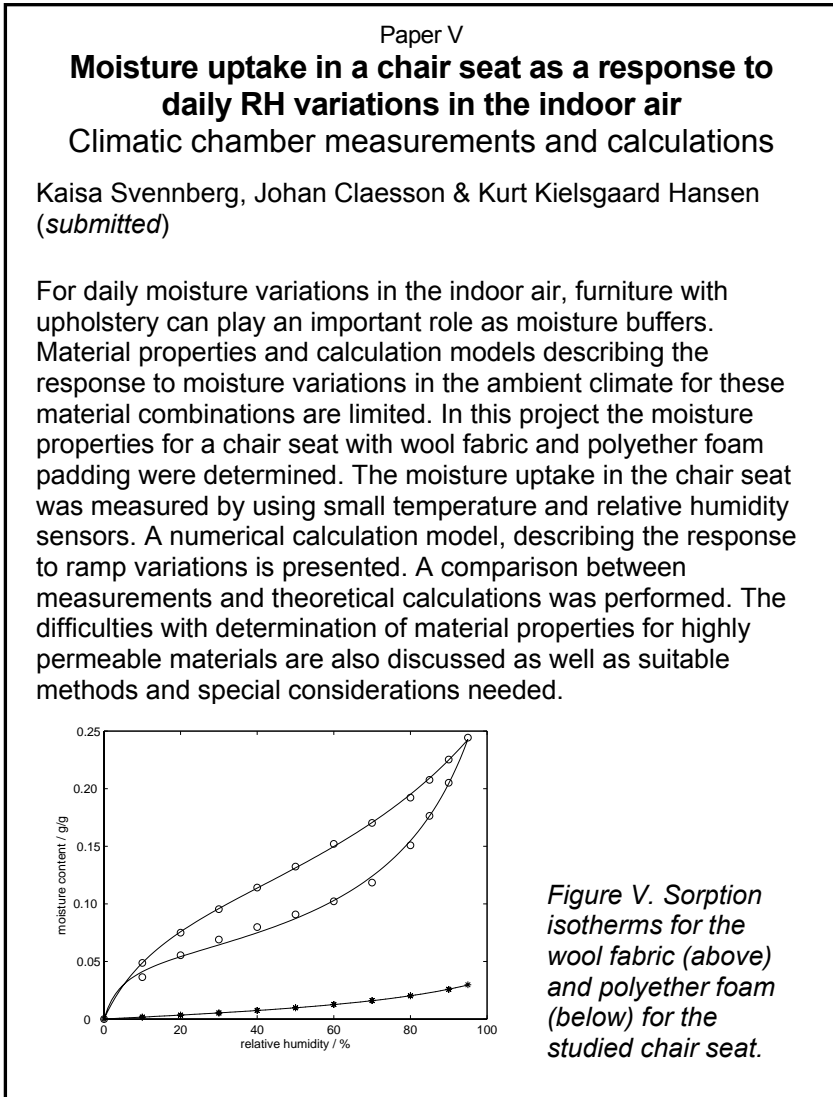 Paper V
Moisture uptake in a chair seat as a response to
daily RH variations in the indoor air
Climatic chamber measurements and calculations
Kaisa Svennberg, Johan Claesson & Kurt Kielsgaard Hansen
(submitted)
For daily moisture variations in the indoor air, furniture with
upholstery can play an important role as moisture buffers.
Material properties and calculation models describing the
response to moisture variations in the ambient climate for these
material combinations are limited. In this project the moisture
properties for a chair seat with wool fabric and polyether foam
padding were determined. The moisture uptake in the chair seat
was measured by using small temperature and relative humidity
sensors. A numerical calculation model, describing the response
to ramp variations is presented. A comparison between
measurements and theoretical calculations was performed. The
difficulties with determination of material properties for highly
permeable materials are also discussed as well as suitable
methods and special considerations needed.
0.25
0.20
0.15
0.10
0.05
0
moisture content / g/g
0 20 40 60 80 100
relative humidity / %
Figure V. Sorption
isotherms for the
wool fabric (above)
and polyether foam
(below) for the
studied chair seat.